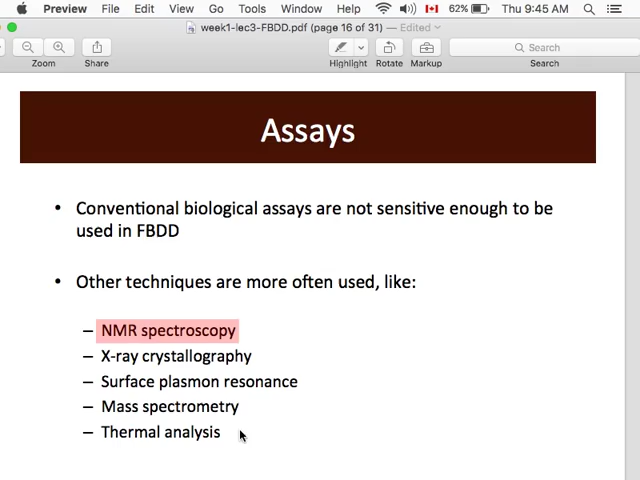 Preview File Edit View Go Tools Window Help 62% Thu 9:45 AM
week1-lec3-FBDD.pdf (page 16 of 31) — Edited
Search
Zoom Share Highlight Rotate Markup Search
Assays
• Conventional biological assays are not sensitive enough to be
used in FBDD
• Other techniques are more often used, like:
– NMR spectroscopy
– X-ray crystallography
– Surface plasmon resonance
– Mass spectrometry
– Thermal analysis